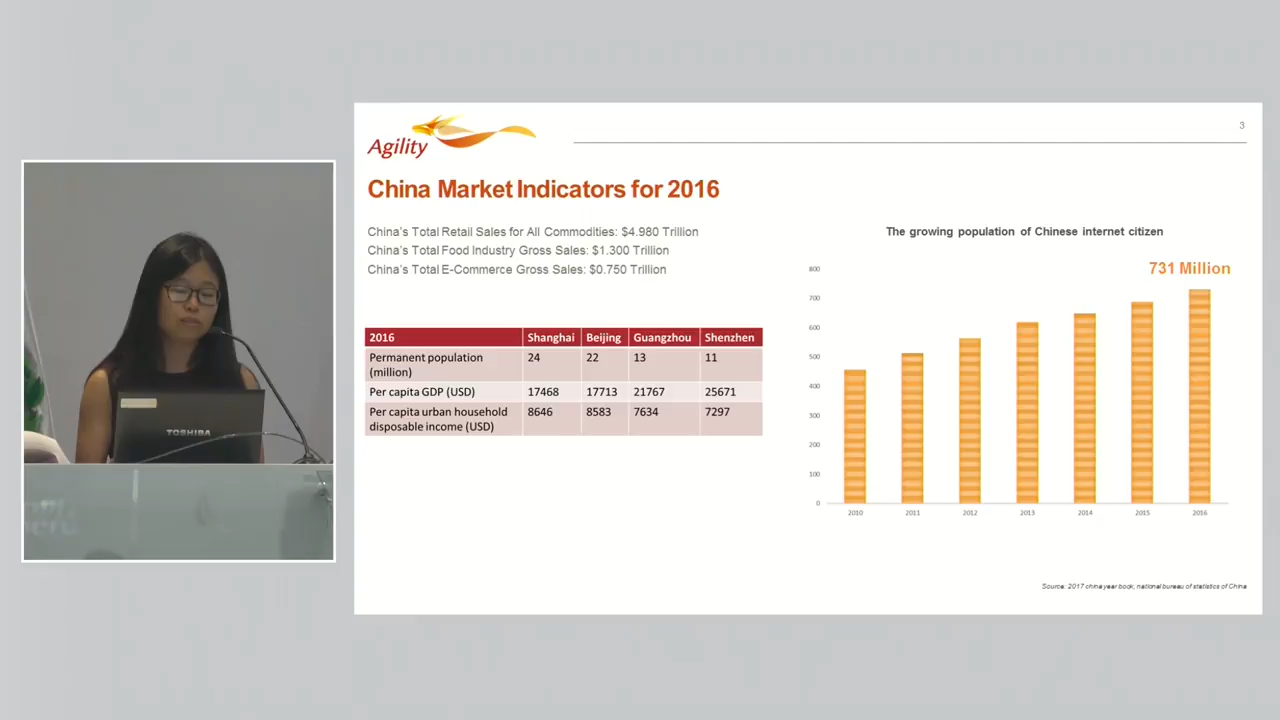 Agility
3
China Market Indicators for 2016
China's Total Retail Sales for All Commodities: $4.980 Trillion
China's Total Food Industry Gross Sales: $1.300 Trillion
China's Total E-Commerce Gross Sales: $0.750 Trillion
2016 Shanghai Beijing Guangzhou Shenzhen
Permanent population 24 22 13 11
(million)
Per capita GDP (USD) 17468 17713 21767 25671
Per capita urban household 8646 8583 7634 7297
disposable income (USD)
The growing population of Chinese internet citizen
731 Million
800
700
600
500
400
300
200
100
0
2010 2011 2012 2013 2014 2015 2016
Source: 2017 china year book, national bureau of statistics of China
TOSHIBA